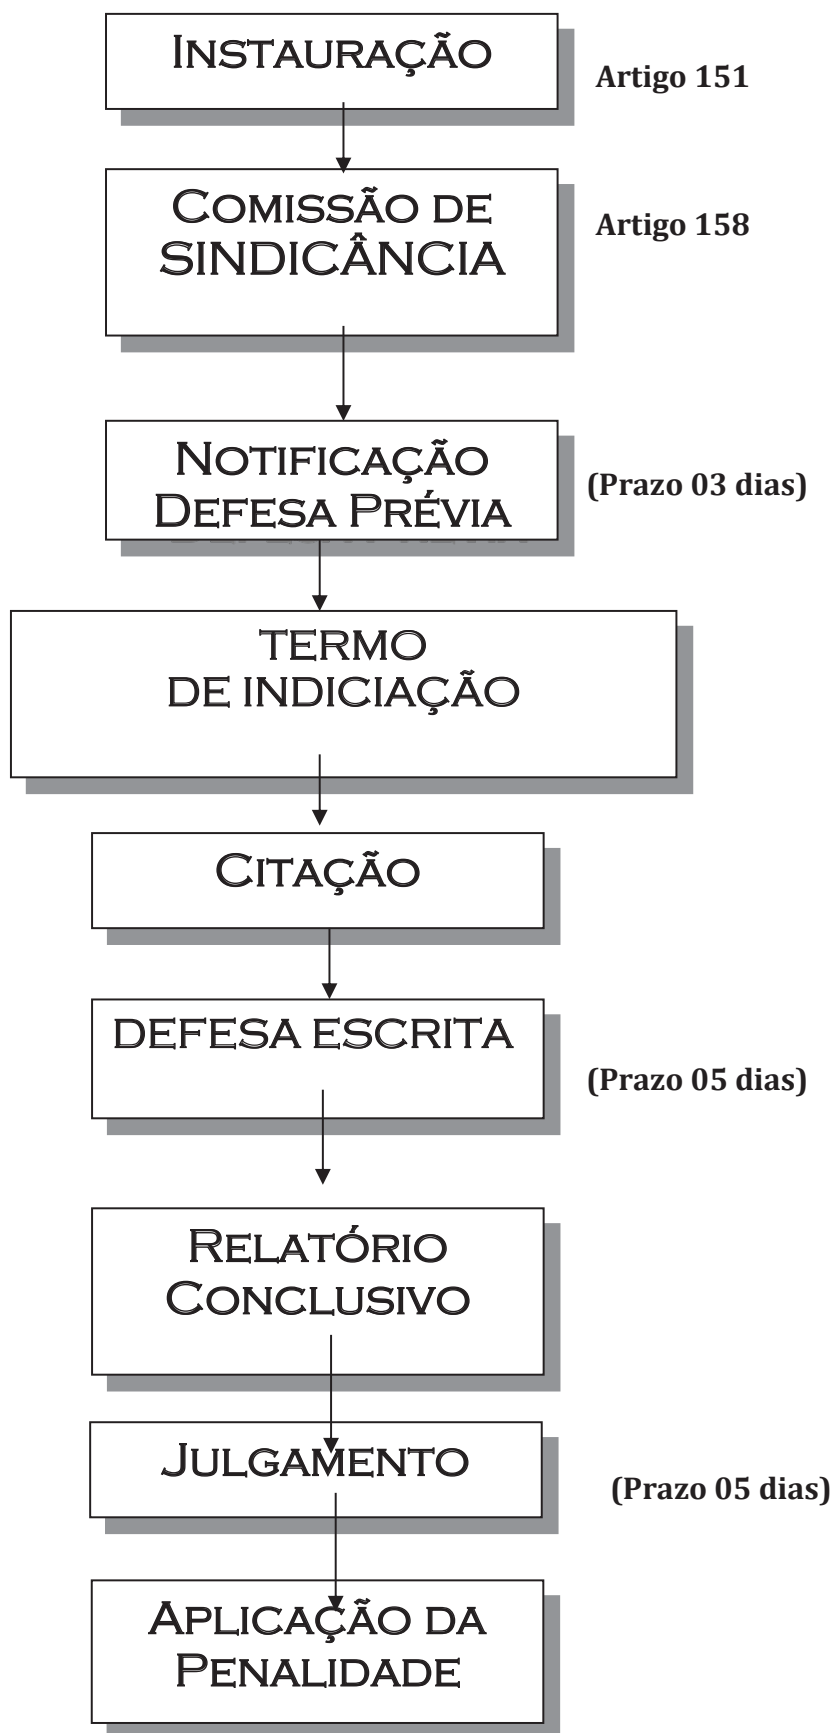 INSTAURAÇÃO
Artigo 151
COMISSÃO DE
SINDICÂNCIA
Artigo 158
NOTIFICAÇÃO
DEFESA PRÉVIA
(Prazo 03 dias)
TERMO
DE INDICIAÇÃO
CITAÇÃO
DEFESA ESCRITA
(Prazo 05 dias)
RELATÓRIO
CONCLUSIVO
JULGAMENTO
(Prazo 05 dias)
APLICAÇÃO DA
PENALIDADE